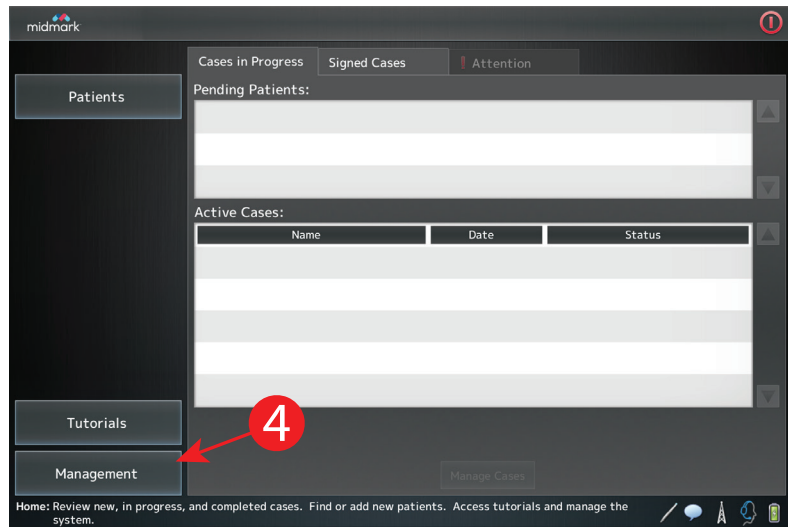 midmark
Cases in Progress
Signed Cases
! Attention
Patients
Pending Patients:
Active Cases:
Name Date Status
Tutorials
4
Management
Manage Cases
Home: Review new, in progress, and completed cases. Find or add new patients. Access tutorials and manage the
system.